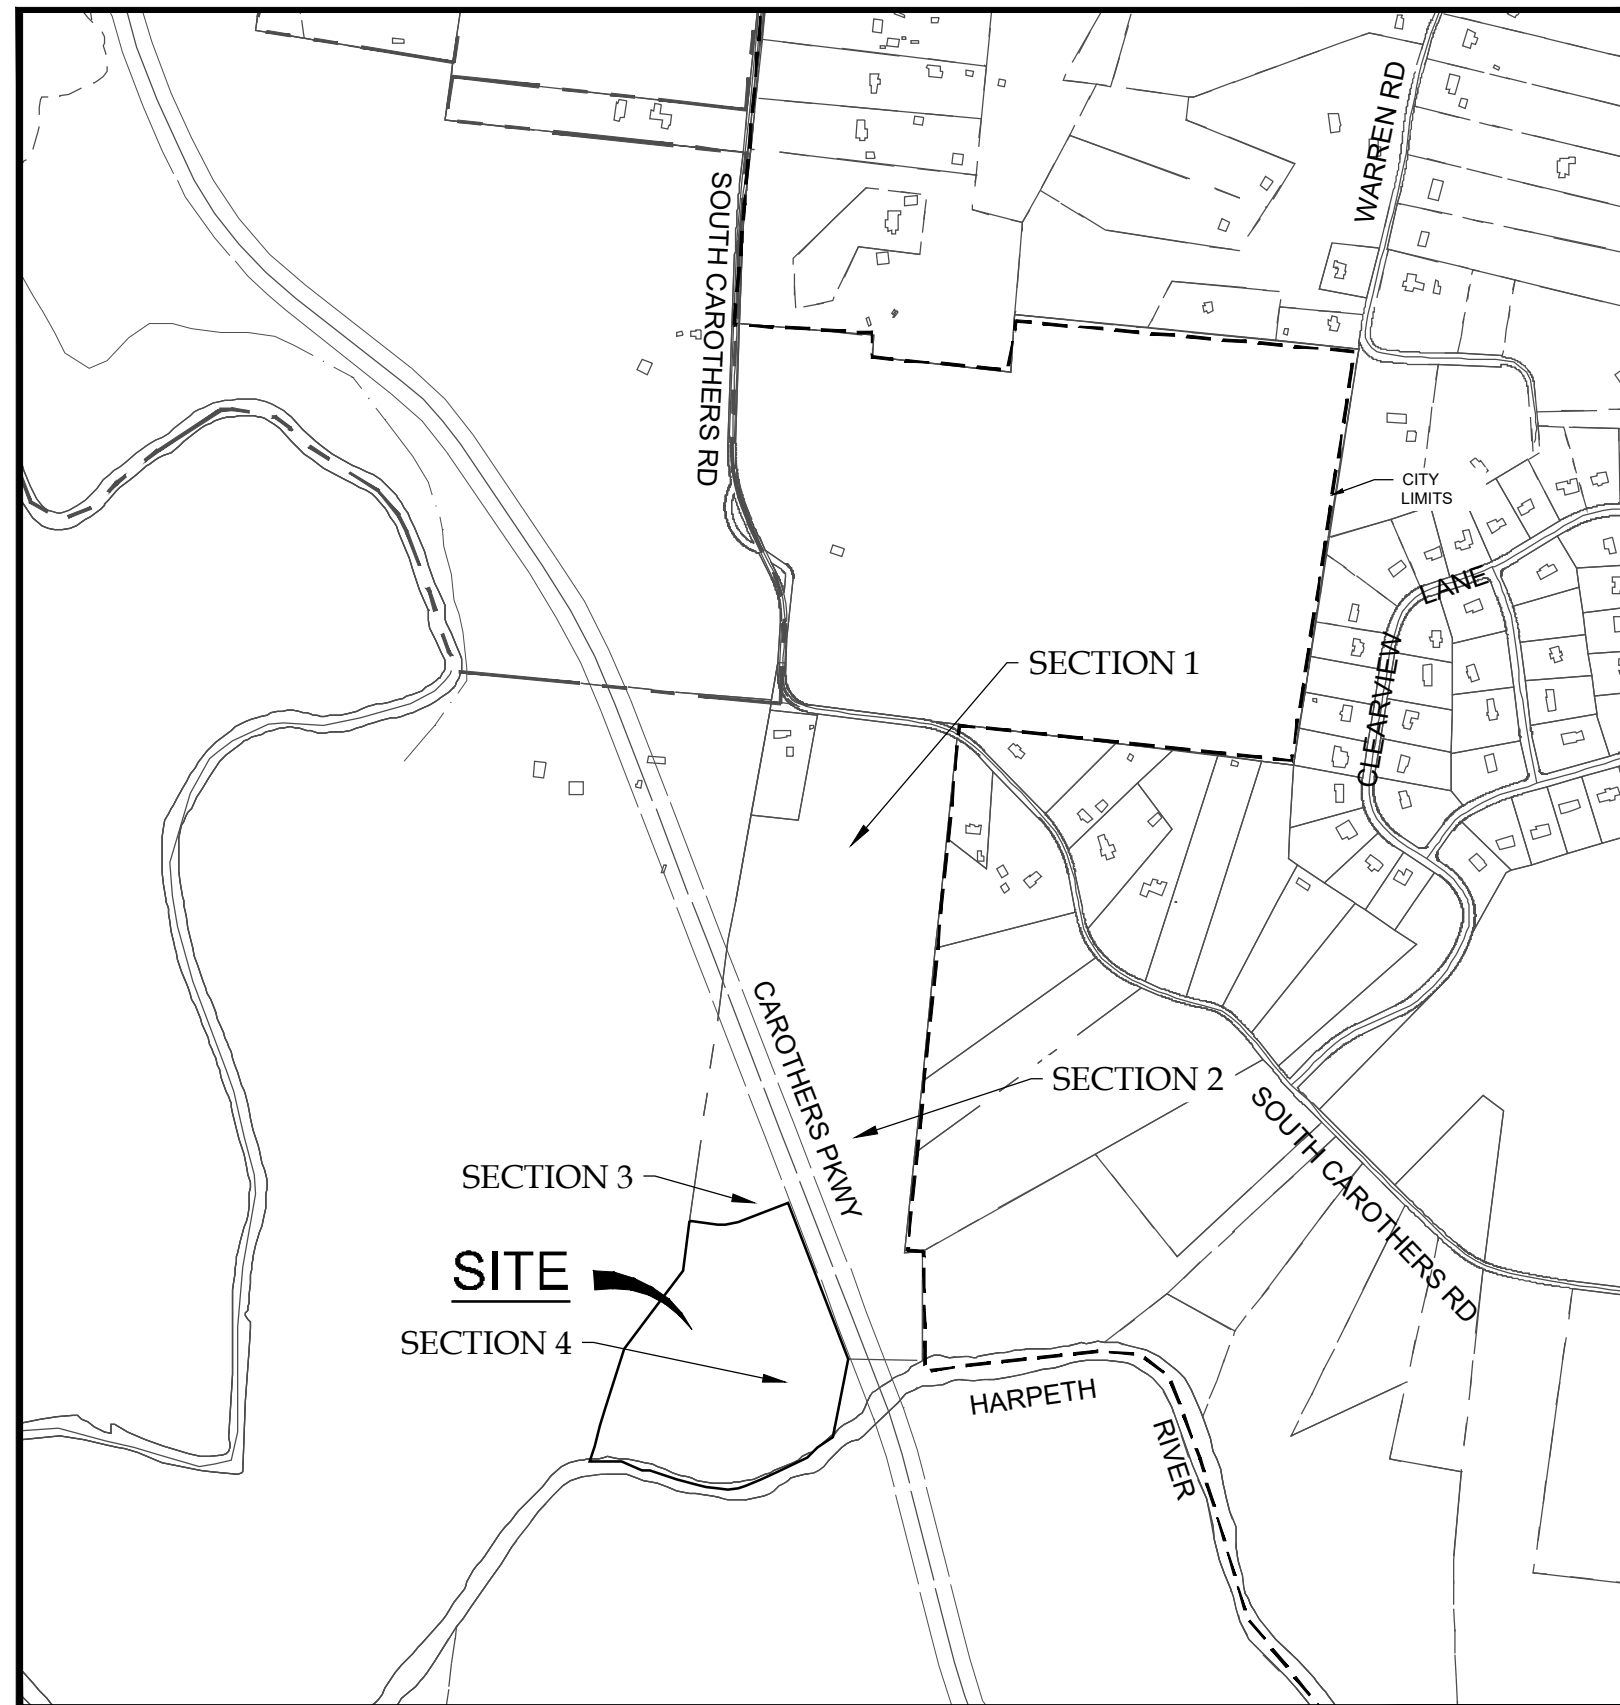 WARREN RD
SOUTH CAROTHERS RD
CITY
LIMITS
LANE
CLEARVIEW
SECTION 1
CAROTHERS PKWY
SECTION 2
SOUTH CAROTHERS RD
SECTION 3
SITE
SECTION 4
HARPETH
RIVER